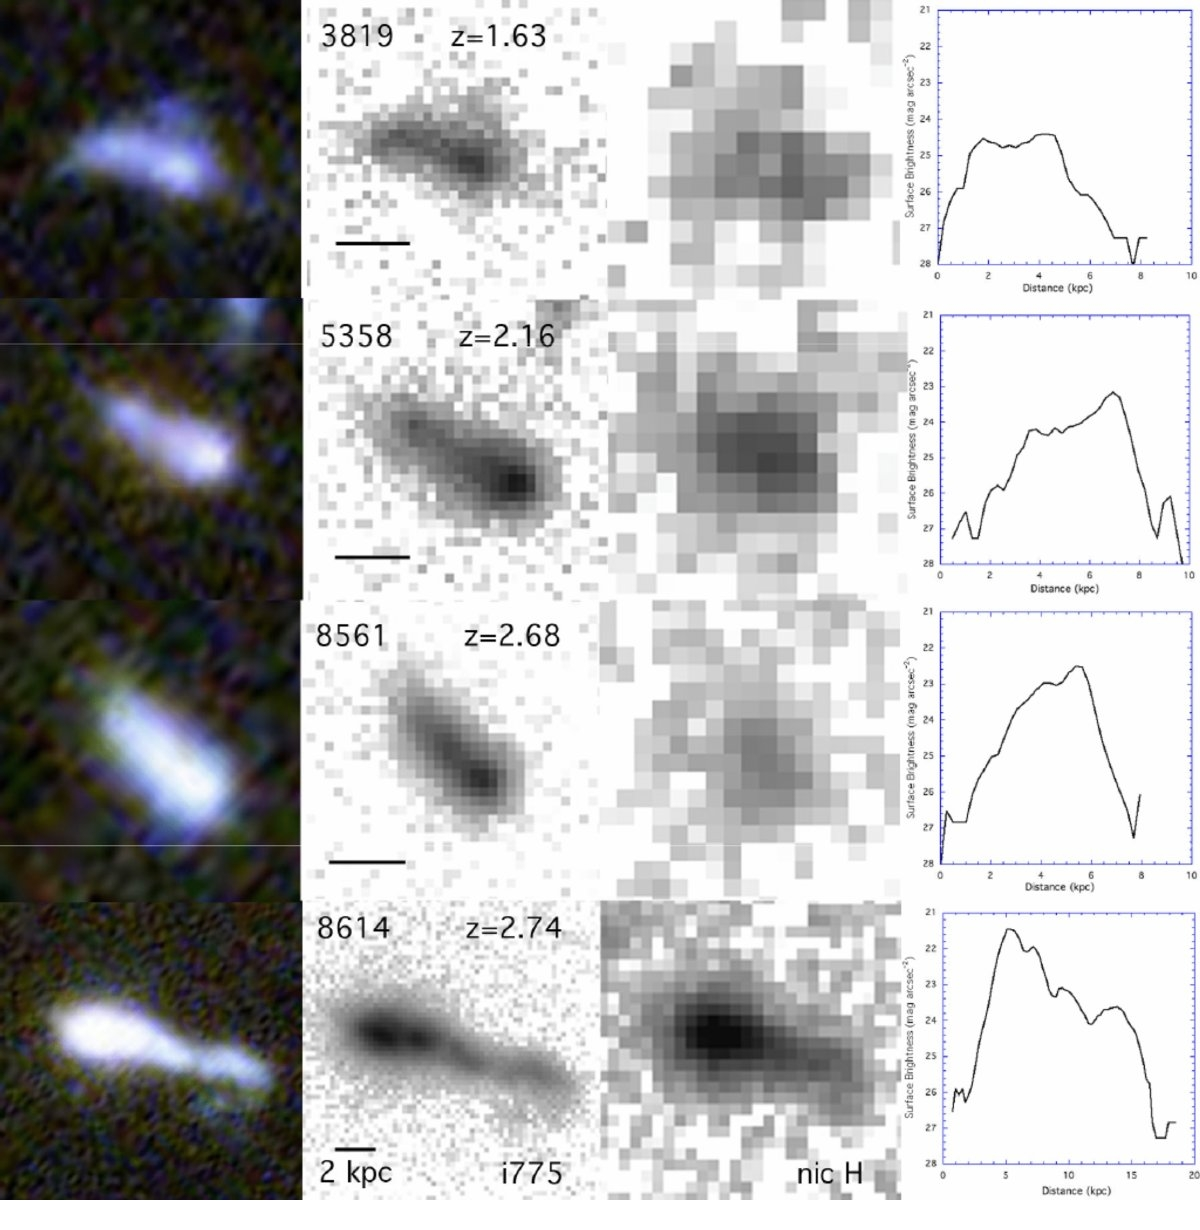 3819 z=1.63
21
22
23
24
25
26
27
28
Surface Brightness (mag arcsec⁻²)
0 2 4 6 8 10
Distance (kpc)
5358 z=2.16
21
22
23
24
25
26
27
28
Surface Brightness (mag arcsec⁻²)
0 2 4 6 8 10
Distance (kpc)
8561 z=2.68
21
22
23
24
25
26
27
28
Surface Brightness (mag arcsec⁻²)
0 2 4 6 8 10
Distance (kpc)
8614 z=2.74
2 kpc i775 nic H
21
22
23
24
25
26
27
28
Surface Brightness (mag arcsec⁻²)
0 5 10 15 20
Distance (kpc)